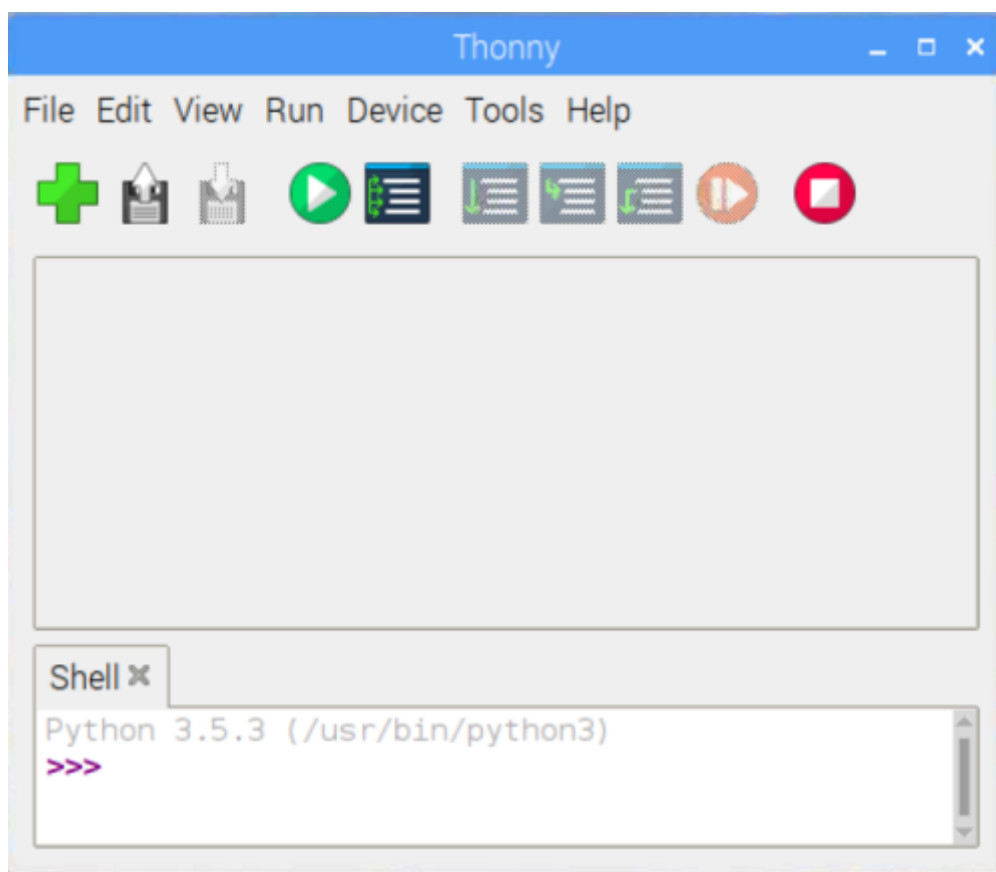 Thonny
File Edit View Run Device Tools Help
Shell
Python 3.5.3 (/usr/bin/python3)
>>>